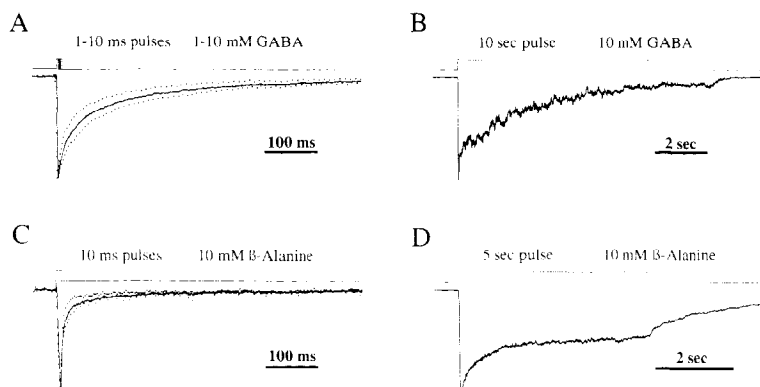 A
1-10 ms pulses 1-10 mM GABA
100 ms
B
10 sec pulse 10 mM GABA
2 sec
C
10 ms pulses 10 mM ß-Alanine
100 ms
D
5 sec pulse 10 mM ß-Alanine
2 sec